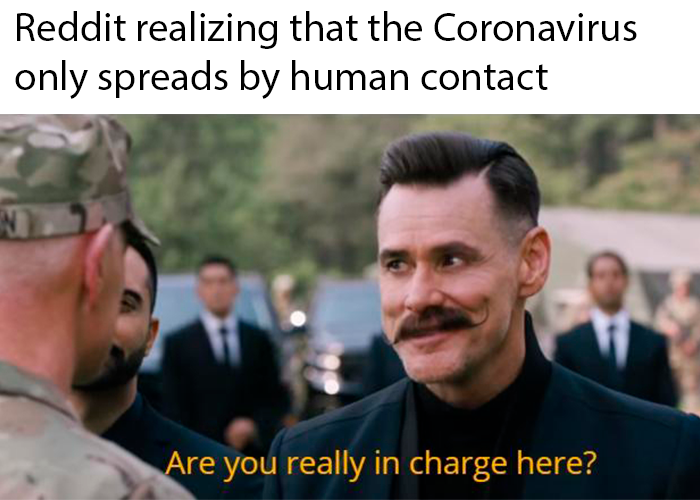 Reddit realizing that the Coronavirus
only spreads by human contact
N
Are you really in charge here?